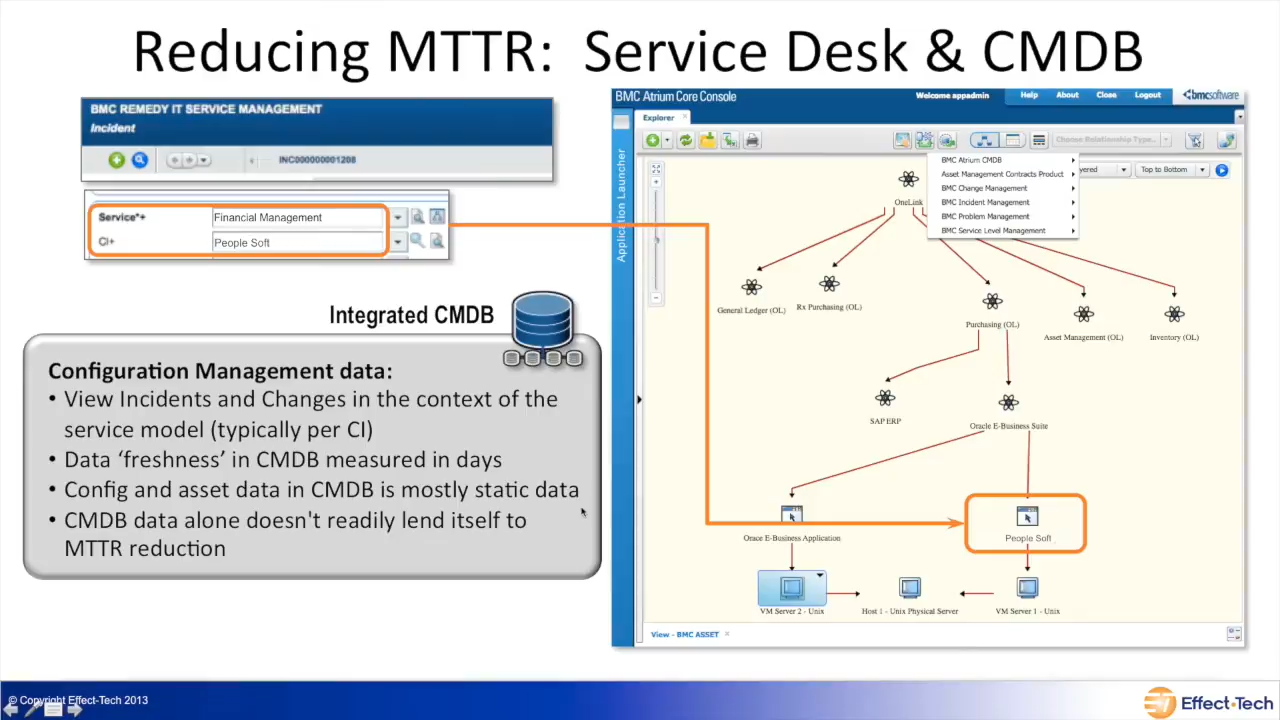 Reducing MTTR: Service Desk & CMDB
BMC REMEDY IT SERVICE MANAGEMENT
Incident
INC000000001208
Service*+ Financial Management
CI+ People Soft
Integrated CMDB
Configuration Management data:
• View Incidents and Changes in the context of the
service model (typically per CI)
• Data ‘freshness’ in CMDB measured in days
• Config and asset data in CMDB is mostly static data
• CMDB data alone doesn't readily lend itself to
MTTR reduction
BMC Atrium Core Console
Welcome appadmin Help About Close Logout bmcsoftware
Explorer
Choose Relationship Type...
Application Launcher
BMC Atrium CMDB
Asset Management Contracts Product
BMC Change Management
BMC Incident Management
BMC Problem Management
BMC Service Level Management
yered Top to Bottom
OneLink
General Ledger (OL)
Rx Purchasing (OL)
Purchasing (OL)
Asset Management (OL)
Inventory (OL)
SAP ERP
Oracle E-Business Suite
Orace E-Business Application
People Soft
VM Server 2 - Unix
Host 1 - Unix Physical Server
VM Server 1 - Unix
View - BMC ASSET
© Copyright Effect-Tech 2013
Effect-Tech